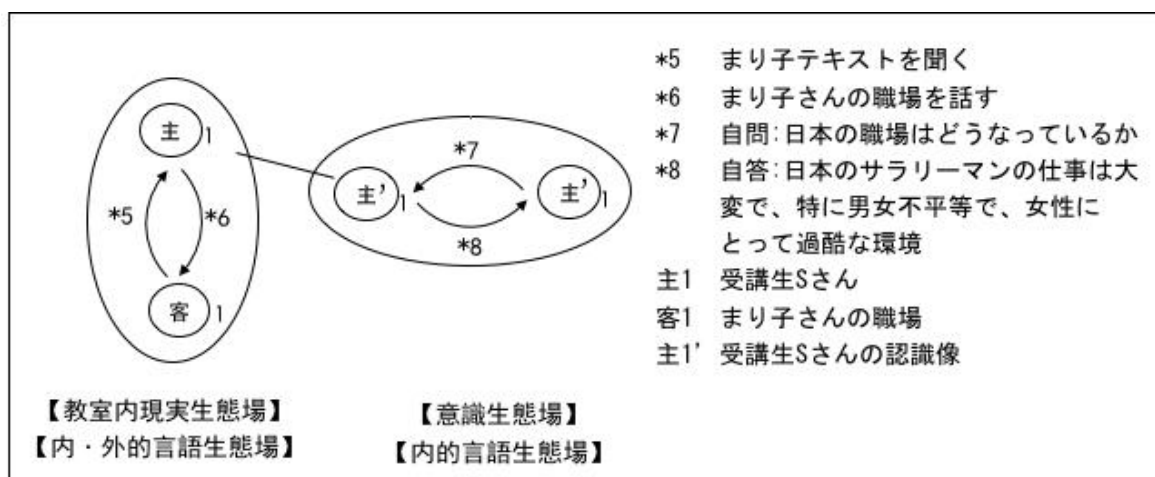 主1
*5
*6
客1
主'1
*7
*8
主'1
【教室内現実生態場】
【内・外的言語生態場】
【意識生態場】
【内的言語生態場】
*5 まり子テキストを聞く
*6 まり子さんの職場を話す
*7 自問:日本の職場はどうなっているか
*8 自答:日本のサラリーマンの仕事は大
変で、特に男女不平等で、女性に
とって過酷な環境
主1 受講生Sさん
客1 まり子さんの職場
主1' 受講生Sさんの認識像